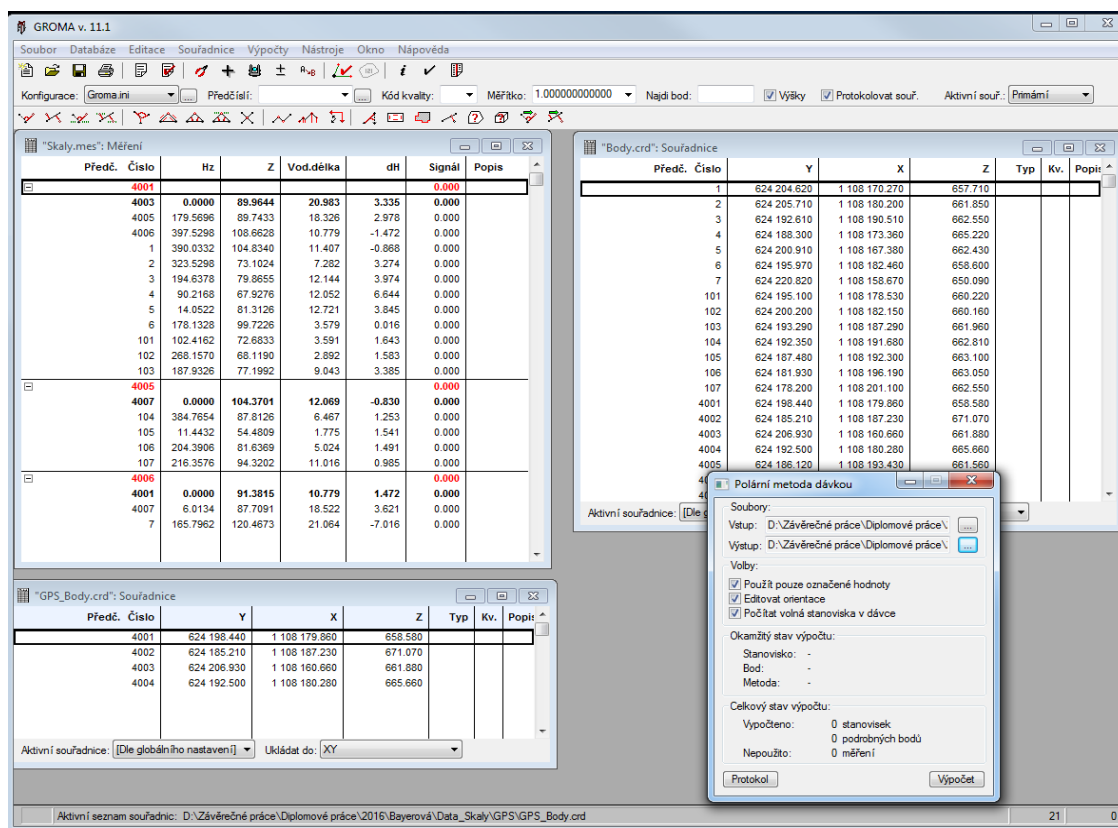 GROMA v. 11.1
Soubor Databáze Editace Souřadnice Výpočty Nástroje Okno Nápověda
Konfigurace: Groma.ini ... Předčíslí: ... Kód kvality: Měřítko: 1.000000000000 Najdi bod: Výšky Protokolovat souř. Aktivní souř.: Primární
"Skaly.mes": Měření
Předč. Číslo Hz Z Vod.délka dH Signál Popis
4001 0.000
4003 0.0000 89.9644 20.983 3.335 0.000
4005 179.5696 89.7433 18.326 2.978 0.000
4006 397.5298 108.6628 10.779 -1.472 0.000
1 390.0332 104.8340 11.407 -0.868 0.000
2 323.5298 73.1024 7.282 3.274 0.000
3 194.6378 79.8655 12.144 3.974 0.000
4 90.2168 67.9276 12.052 6.644 0.000
5 14.0522 81.3126 12.721 3.845 0.000
6 178.1328 99.7226 3.579 0.016 0.000
101 102.4162 72.6833 3.591 1.643 0.000
102 268.1570 68.1190 2.892 1.583 0.000
103 187.9326 77.1992 9.043 3.385 0.000
4005 0.000
4007 0.0000 104.3701 12.069 -0.830 0.000
104 384.7654 87.8126 6.467 1.253 0.000
105 11.4432 54.4809 1.775 1.541 0.000
106 204.3906 81.6369 5.024 1.491 0.000
107 216.3576 94.3202 11.016 0.985 0.000
4006 0.000
4001 0.0000 91.3815 10.779 1.472 0.000
4007 6.0134 87.7091 18.522 3.621 0.000
7 165.7962 120.4673 21.064 -7.016 0.000
"Body.crd": Souřadnice
Předč. Číslo Y X Z Typ Kv. Popis
1 624 204.620 1 108 170.270 657.710
2 624 205.710 1 108 180.200 661.850
3 624 192.610 1 108 190.510 662.550
4 624 188.300 1 108 173.360 665.220
5 624 200.910 1 108 167.380 662.430
6 624 195.970 1 108 182.460 658.600
7 624 220.820 1 108 158.670 650.090
101 624 195.100 1 108 178.530 660.220
102 624 200.200 1 108 182.150 660.160
103 624 193.290 1 108 187.290 661.960
104 624 192.350 1 108 191.680 662.810
105 624 187.480 1 108 192.300 663.100
106 624 181.930 1 108 196.190 663.050
107 624 178.200 1 108 201.100 662.550
4001 624 198.440 1 108 179.860 658.580
4002 624 185.210 1 108 187.230 671.070
4003 624 206.930 1 108 160.660 661.880
4004 624 192.500 1 108 180.280 665.660
4005 624 186.120 1 108 193.430 661.560
Aktivní souřadnice: [Dle
"GPS_Body.crd": Souřadnice
Předč. Číslo Y X Z Typ Kv. Popis
4001 624 198.440 1 108 179.860 658.580
4002 624 185.210 1 108 187.230 671.070
4003 624 206.930 1 108 160.660 661.880
4004 624 192.500 1 108 180.280 665.660
Aktivní souřadnice: [Dle globálního nastavení] Ukládat do: XY
Polární metoda dávkou
Soubory:
Vstup: D:\Závěrečné práce\Diplomové práce\ ...
Výstup: D:\Závěrečné práce\Diplomové práce\ ...
Volby:
Použít pouze označené hodnoty
Editovat orientace
Počítat volná stanoviska v dávce
Okamžitý stav výpočtu:
Stanovisko: -
Bod: -
Metoda: -
Celkový stav výpočtu:
Vypočteno: 0 stanovisek
0 podrobných bodů
Nepoužito: 0 měření
Protokol Výpočet
Aktivní seznam souřadnic: D:\Závěrečné práce\Diplomové práce\2016\Bayerová\Data_Skaly\GPS\GPS_Body.crd 21 0